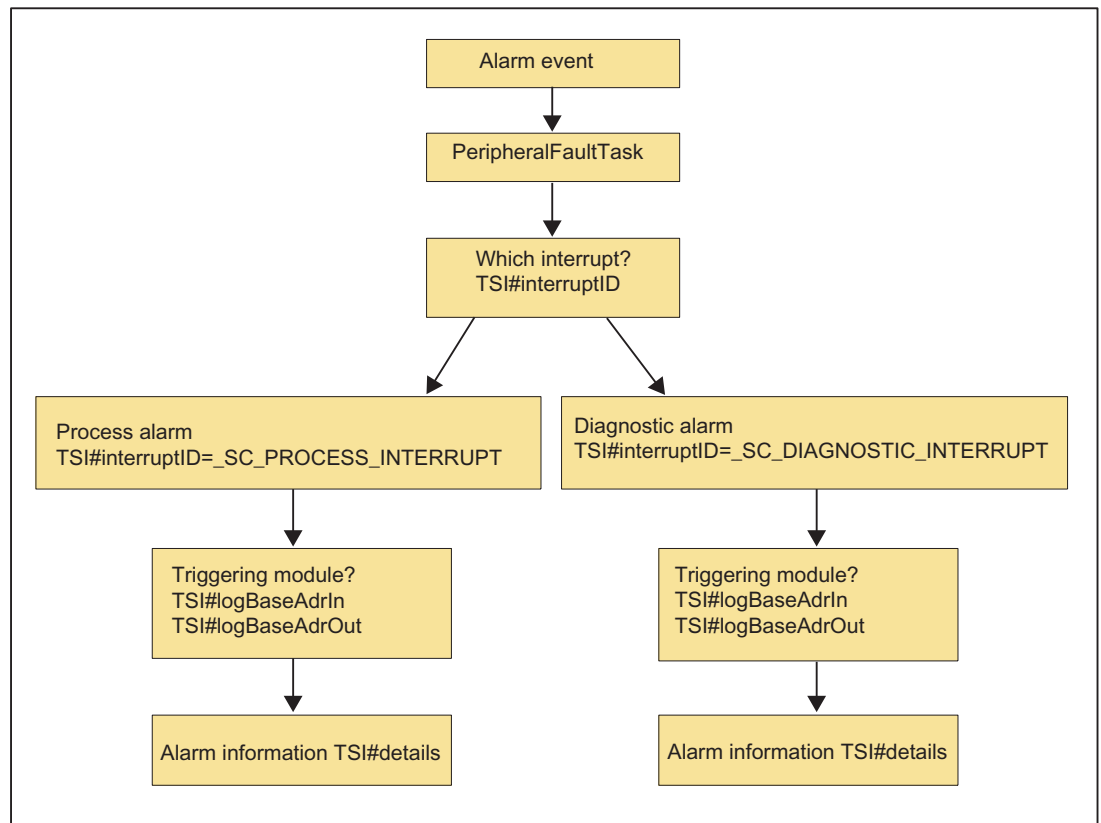 Alarm event
PeripheralFaultTask
Which interrupt?
TSI#interruptID
Process alarm
TSI#interruptID=_SC_PROCESS_INTERRUPT
Diagnostic alarm
TSI#interruptID=_SC_DIAGNOSTIC_INTERRUPT
Triggering module?
TSI#logBaseAdrIn
TSI#logBaseAdrOut
Triggering module?
TSI#logBaseAdrIn
TSI#logBaseAdrOut
Alarm information TSI#details
Alarm information TSI#details